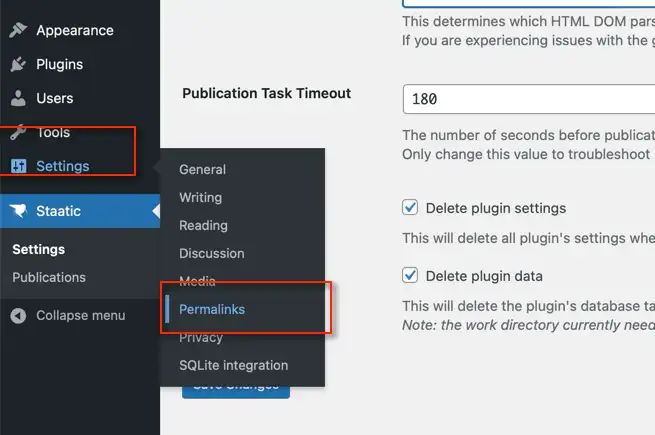 Appearance
Plugins
Users
Tools
Settings
Staatic
Settings
Publications
Collapse menu
General
Writing
Reading
Discussion
Media
Permalinks
Privacy
SQLite integration
This determines which HTML DOM pars
If you are experiencing issues with the
Publication Task Timeout
180
The number of seconds before publicat
Only change this value to troubleshoot
Delete plugin settings
This will delete all plugin's settings whe
Delete plugin data
This will delete the plugin's database ta
Note: the work directory currently need
Save Changes